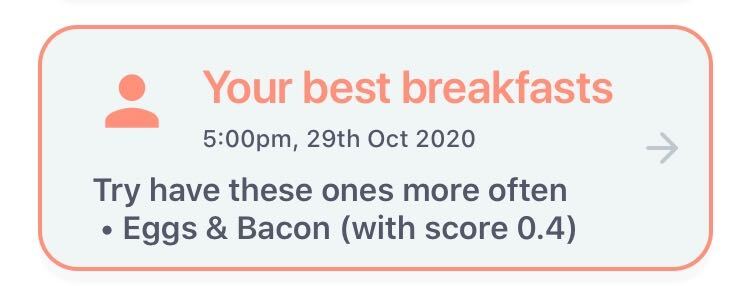 Your best breakfasts
5:00pm, 29th Oct 2020
Try have these ones more often
• Eggs & Bacon (with score 0.4)